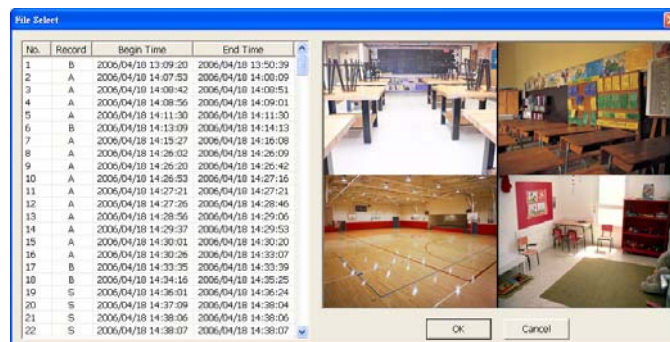 File Select
No. Record Begin Time End Time
1 B 2006/04/18 13:09:20 2006/04/18 13:50:39
2 A 2006/04/18 14:07:53 2006/04/18 14:08:09
3 A 2006/04/18 14:08:42 2006/04/18 14:08:51
4 A 2006/04/18 14:08:56 2006/04/18 14:09:01
5 A 2006/04/18 14:11:30 2006/04/18 14:11:30
6 B 2006/04/18 14:13:09 2006/04/18 14:14:13
7 A 2006/04/18 14:15:27 2006/04/18 14:16:08
8 A 2006/04/18 14:26:02 2006/04/18 14:26:09
9 A 2006/04/18 14:26:20 2006/04/18 14:26:42
10 A 2006/04/18 14:26:53 2006/04/18 14:27:16
11 A 2006/04/18 14:27:21 2006/04/18 14:27:21
12 A 2006/04/18 14:27:26 2006/04/18 14:28:46
13 A 2006/04/18 14:28:56 2006/04/18 14:29:06
14 A 2006/04/18 14:29:37 2006/04/18 14:29:53
15 A 2006/04/18 14:30:01 2006/04/18 14:30:20
16 A 2006/04/18 14:30:26 2006/04/18 14:33:07
17 B 2006/04/18 14:33:35 2006/04/18 14:33:39
18 B 2006/04/18 14:34:16 2006/04/18 14:35:25
19 S 2006/04/18 14:36:01 2006/04/18 14:36:24
20 S 2006/04/18 14:37:09 2006/04/18 14:38:04
21 S 2006/04/18 14:38:06 2006/04/18 14:38:06
22 S 2006/04/18 14:38:07 2006/04/18 14:38:07
OK Cancel